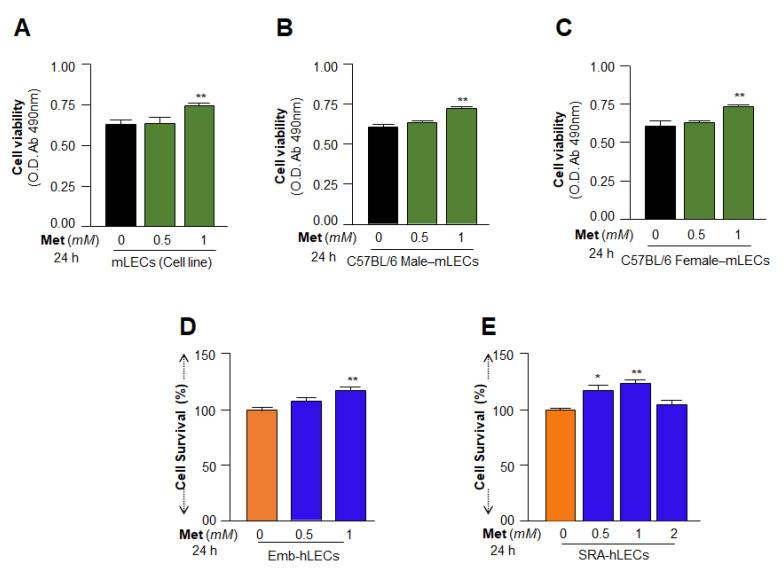 A
B
C
Cell viability
(O.D. Ab 490nm)
1.00
0.75
0.50
0.25
0.00
**
Met (mM) 0 0.5 1
24 h
mLECs (Cell line)
Cell viability
(O.D. Ab 490nm)
1.00
0.75
0.50
0.25
0.00
**
Met (mM) 0 0.5 1
24 h
C57BL/6 Male–mLECs
Cell viability
(O.D. Ab 490nm)
1.00
0.75
0.50
0.25
0.00
**
Met (mM) 0 0.5 1
24 h
C57BL/6 Female–mLECs
D
E
Cell Survival (%)
150
100
50
00
**
Met (mM) 0 0.5 1
24 h
Emb-hLECs
Cell Survival (%)
150
100
50
00
* **
Met (mM) 0 0.5 1 2
24 h
SRA-hLECs